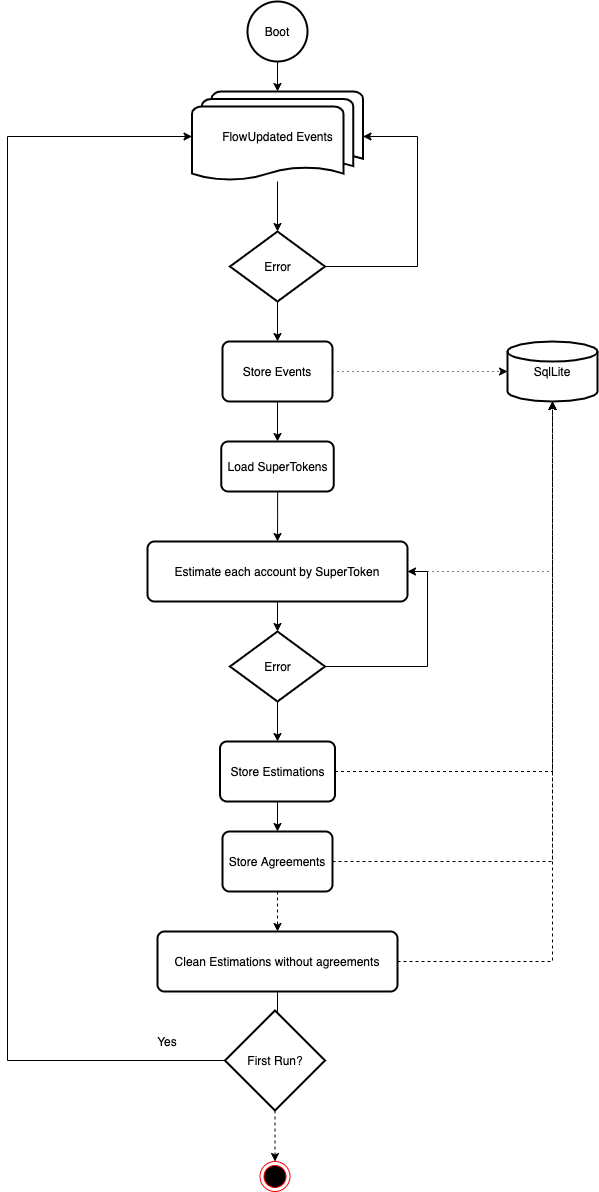 Boot
FlowUpdated Events
Error
Store Events
SqlLite
Load SuperTokens
Estimate each account by SuperToken
Error
Store Estimations
Store Agreements
Clean Estimations without agreements
Yes
First Run?